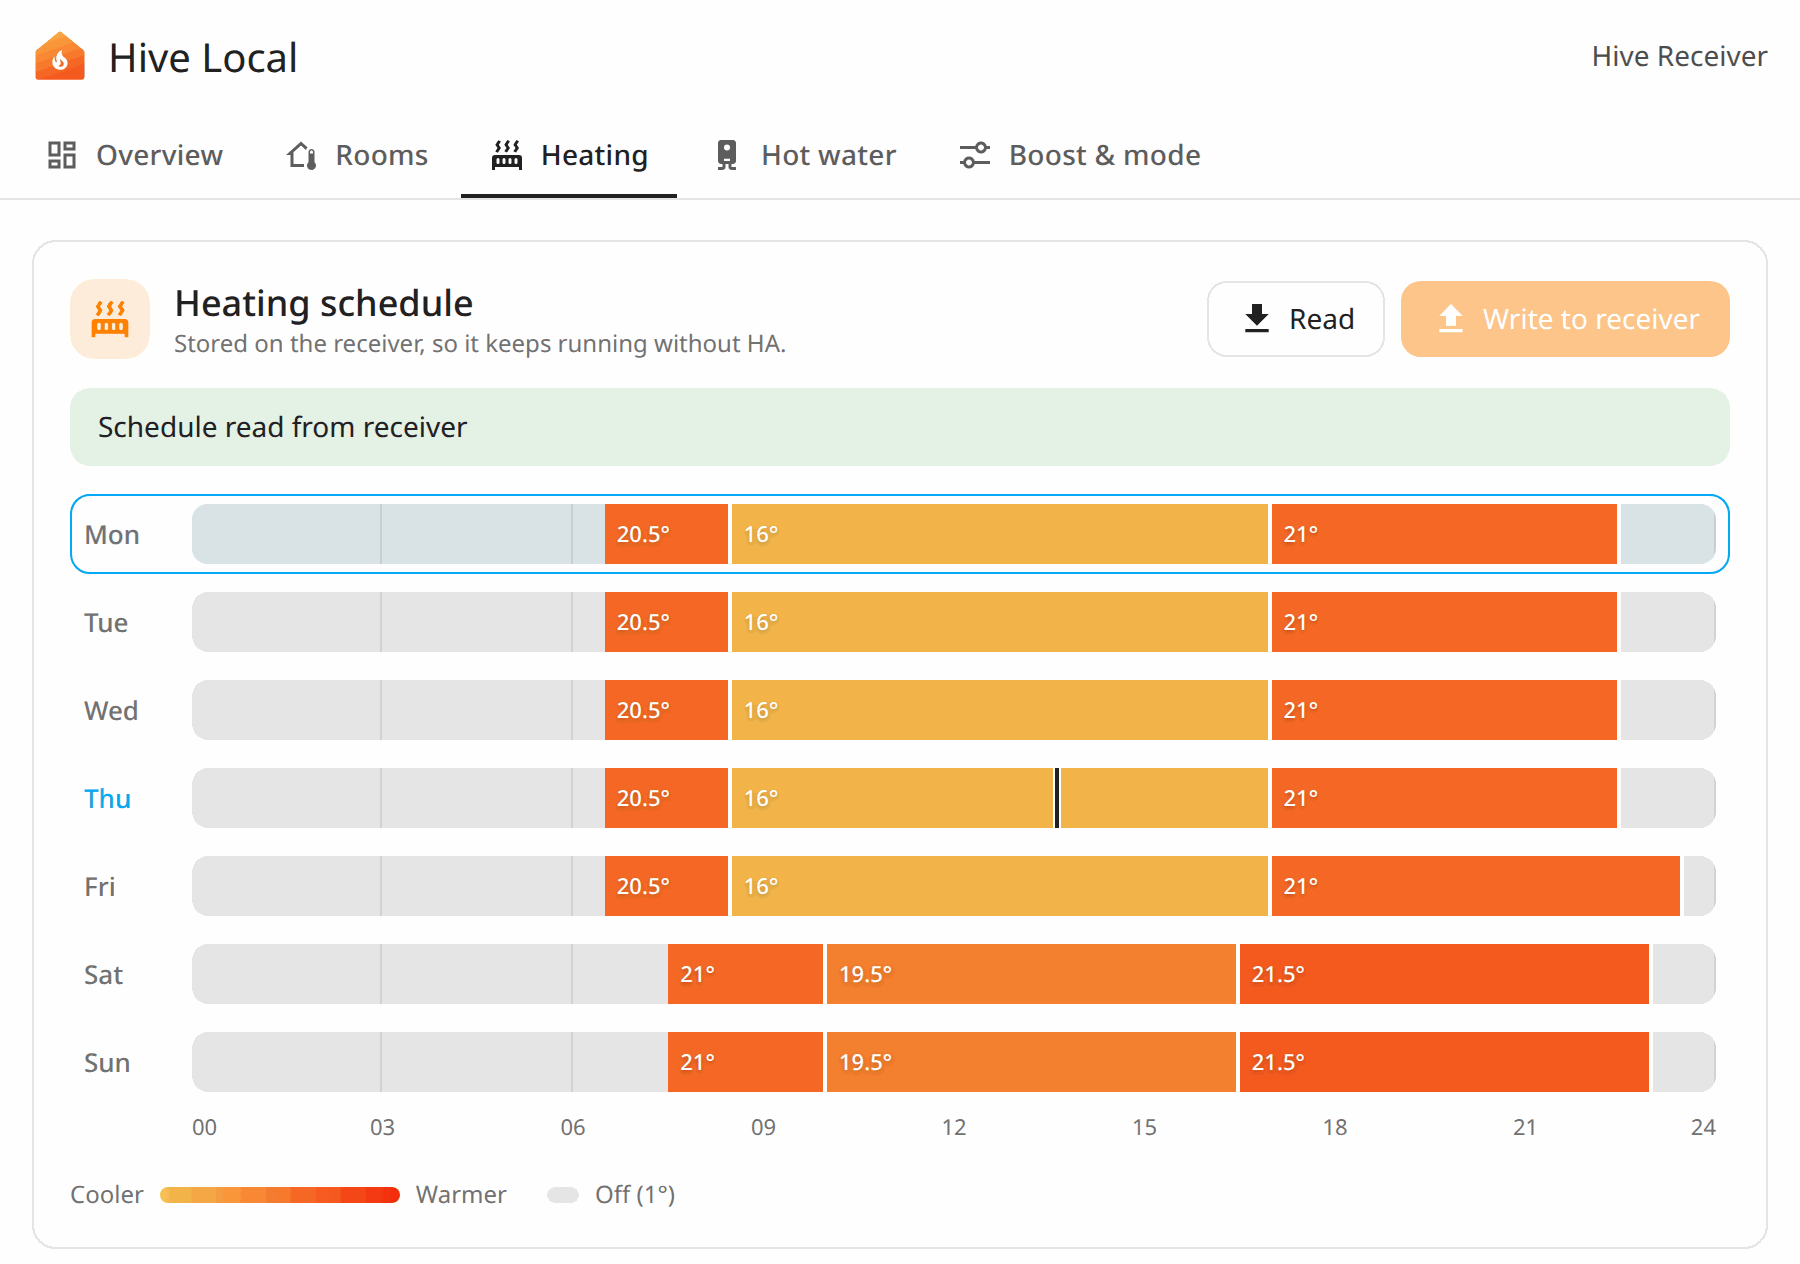 Hive Local
Hive Receiver
Overview
Rooms
Heating
Hot water
Boost & mode
Heating schedule
Stored on the receiver, so it keeps running without HA.
Read
Write to receiver
Schedule read from receiver
Mon 20.5° 16° 21°
Tue 20.5° 16° 21°
Wed 20.5° 16° 21°
Thu 20.5° 16° 21°
Fri 20.5° 16° 21°
Sat 21° 19.5° 21.5°
Sun 21° 19.5° 21.5°
00 03 06 09 12 15 18 21 24
Cooler Warmer Off (1°)